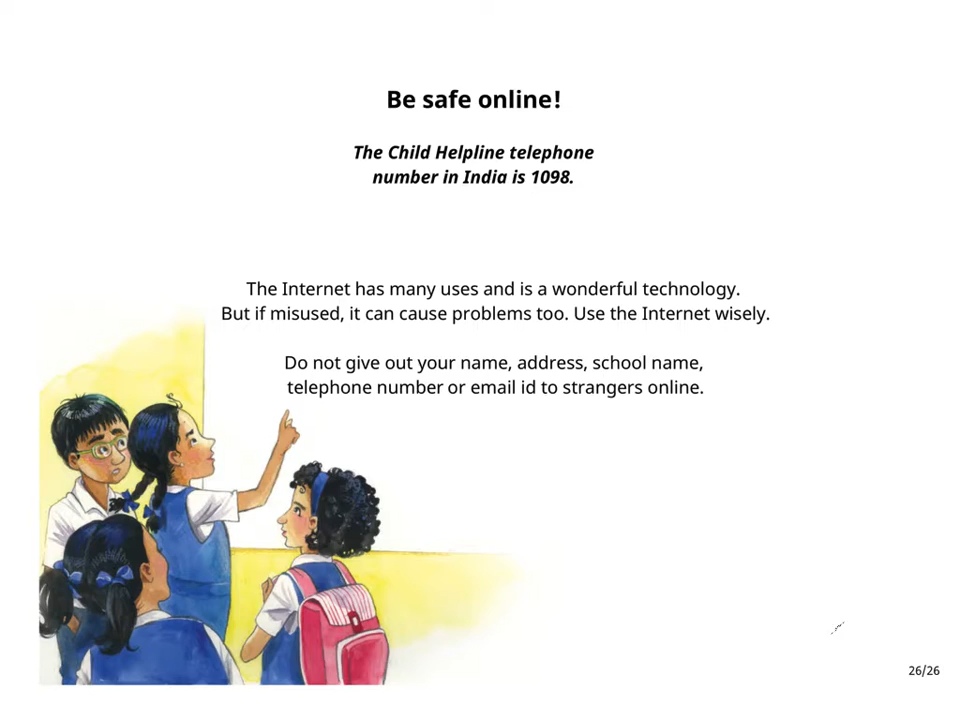 Be safe online!
The Child Helpline telephone
number in India is 1098.
The Internet has many uses and is a wonderful technology.
But if misused, it can cause problems too. Use the Internet wisely.
Do not give out your name, address, school name,
telephone number or email id to strangers online.
26/26